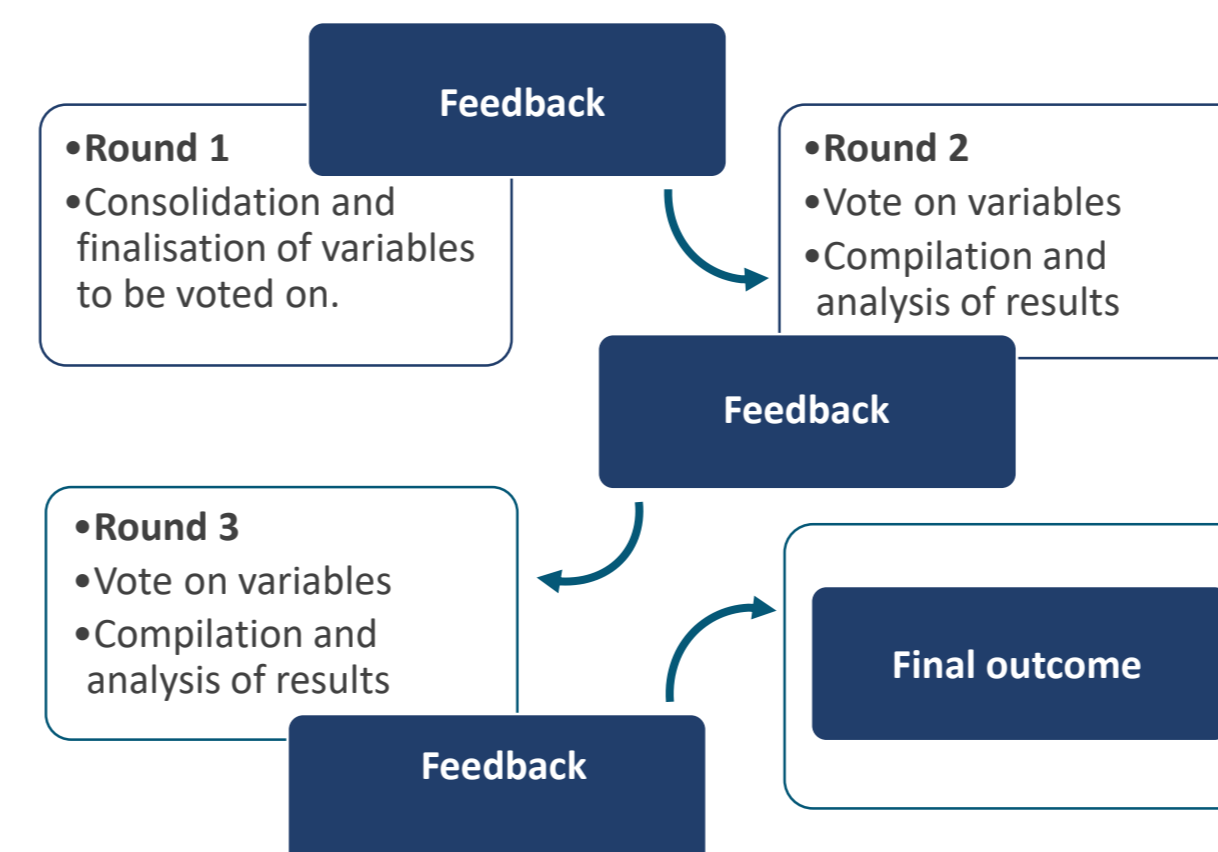 Feedback
•Round 1
•Consolidation and
finalisation of variables
to be voted on.
•Round 2
•Vote on variables
•Compilation and
analysis of results
Feedback
•Round 3
•Vote on variables
•Compilation and
analysis of results
Feedback
Final outcome